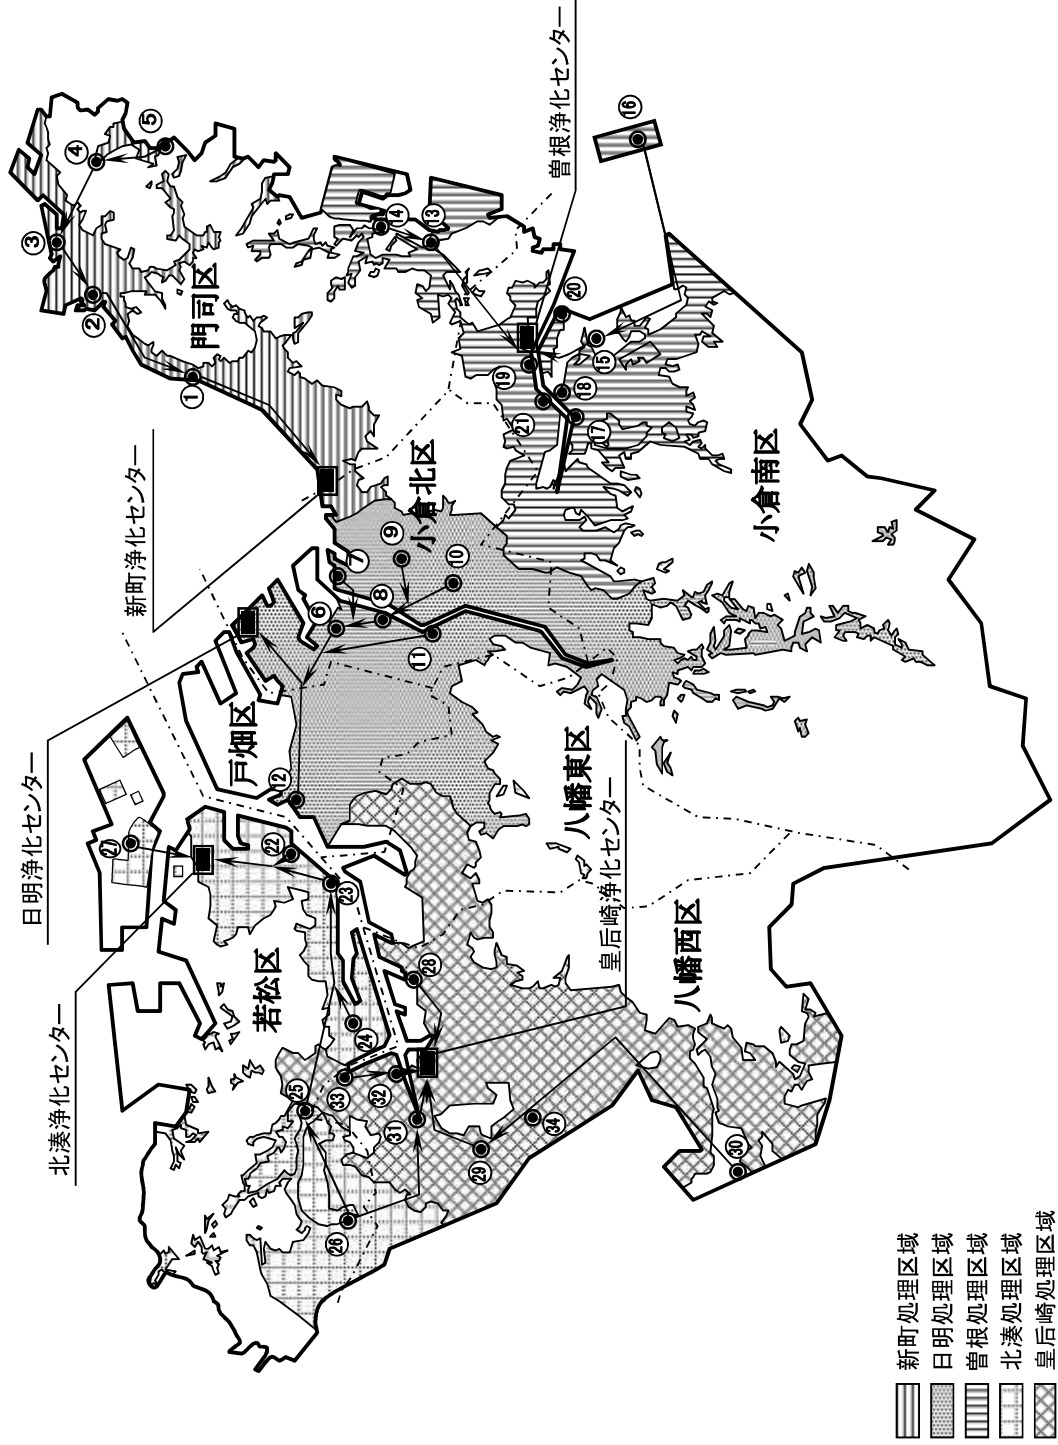 新町浄化センター
日明浄化センター
北湊浄化センター
曽根浄化センター
皇后崎浄化センター
門司区
小倉北区
小倉南区
戸畑区
八幡東区
八幡西区
若松区
①
②
③
④
⑤
⑥
⑦
⑧
⑨
⑩
⑪
⑫
⑬
⑭
⑮
⑯
⑰
⑱
⑲
⑳
㉑
㉒
㉓
㉔
㉕
㉖
㉗
㉘
㉙
㉚
㉛
㉜
㉝
㉞
新町処理区域
日明処理区域
曽根処理区域
北湊処理区域
皇后崎処理区域